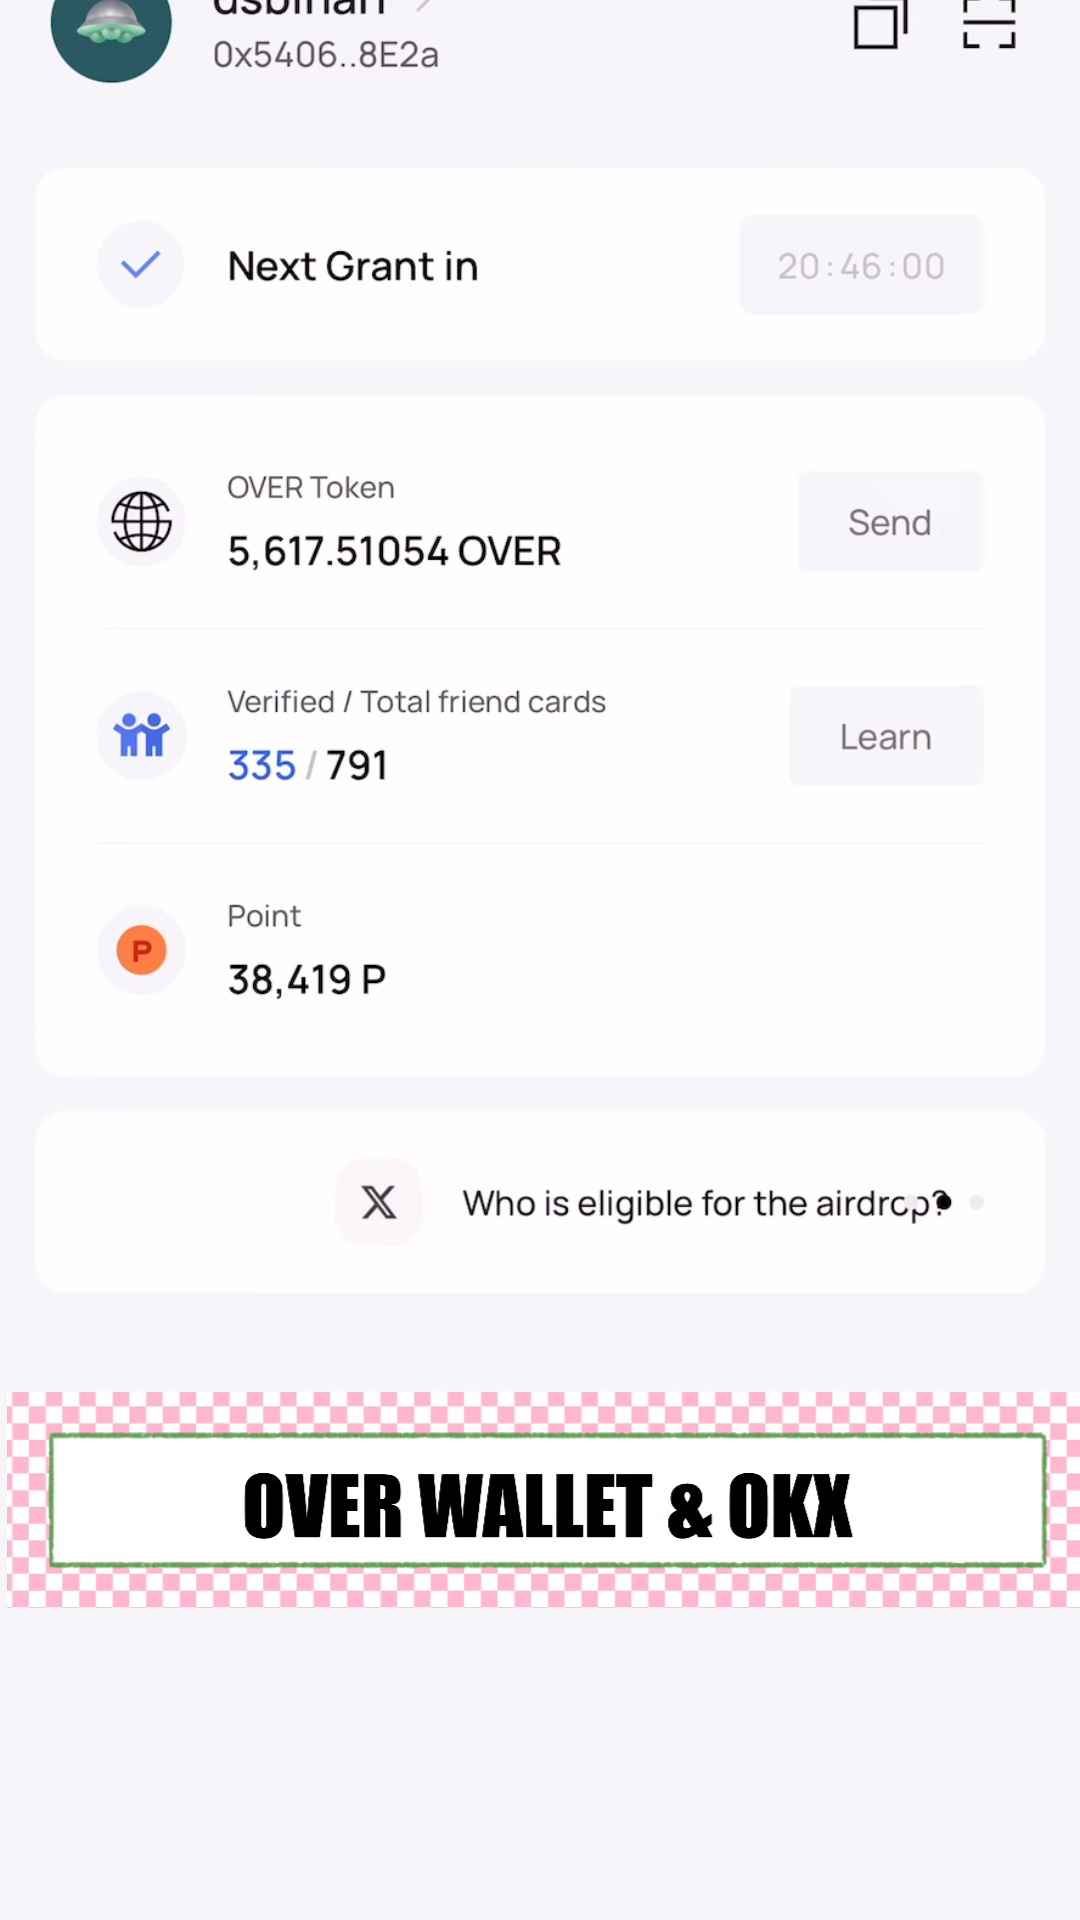 dsbinan
0x5406..8E2a
Next Grant in
20:46:00
OVER Token
5,617.51054 OVER
Send
Verified / Total friend cards
335 / 791
Learn
Point
P
38,419 P
X
Who is eligible for the airdrop?
OVER WALLET & OKX